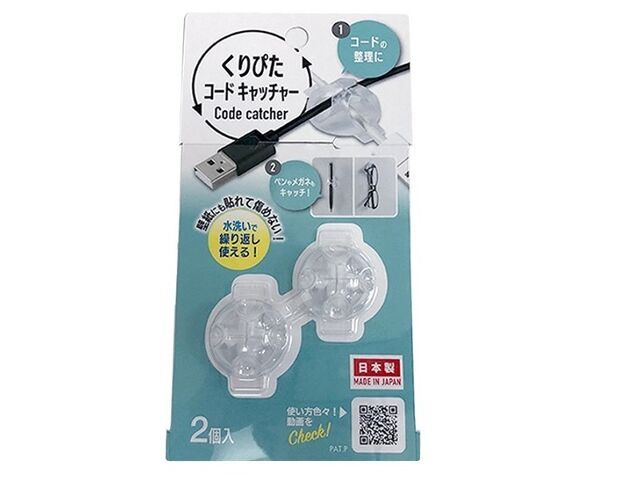 くりぴた
コードキャッチャー
Code catcher
1
コードの
整理に
2
ペンやメガネも
キャッチ!
壁紙にも貼れて傷めない!
水洗いで
繰り返し
使える!
日本製
MADE IN JAPAN
2個入
使い方色々!
動画を
Check!
PAT.P